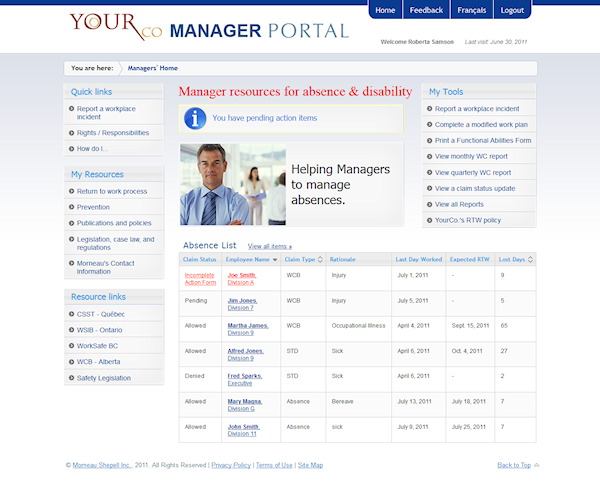 Home Feedback Français Logout
YOUR co MANAGER PORTAL
Welcome Roberta Samson Last visit: June 30, 2011
You are here: Managers' Home
Quick links
Report a workplace
incident
Rights / Responsibilities
How do I...
My Resources
Return to work process
Prevention
Publications and policies
Legislation, case law, and
regulations
Morneau's Contact
Information
Resource links
CSST - Québec
WSIB - Ontario
WorkSafe BC
WCB - Alberta
Safety Legislation
Manager resources for absence & disability
You have pending action items
Helping Managers
to manage
absences.
My Tools
Report a workplace incident
Complete a modified work plan
Print a Functional Abilities Form
View monthly WC report
View quarterly WC report
View a claim status update
View all Reports
YourCo.'s RTW policy
Absence List View all items »
Claim Status Employee Name Claim Type Rationale Last Day Worked Expected RTW Lost Days
Incomplete Joe Smith, WCB Injury July 1, 2011 - 9
Action Form Division A
Pending Jim Jones, WCB Injury July 5, 2011 - 5
Division 7
Allowed Martha James, WCB Occupational Illness April 4, 2011 Sept. 15, 2011 65
Division 9
Allowed Alfred Jones, STD Sick April 6, 2011 Oct. 4, 2011 27
Division 9
Denied Fred Sparks, STD Sick April 6, 2011 - 2
Executive
Allowed Mary Magna, Absence Bereave July 13, 2011 July 18, 2011 7
Division G
Allowed John Smith, Absence sick July 9, 2011 July 25, 2011 7
Division 11
© Morneau Shepell Inc., 2011. All Rights Reserved | Privacy Policy | Terms of Use | Site Map Back to Top